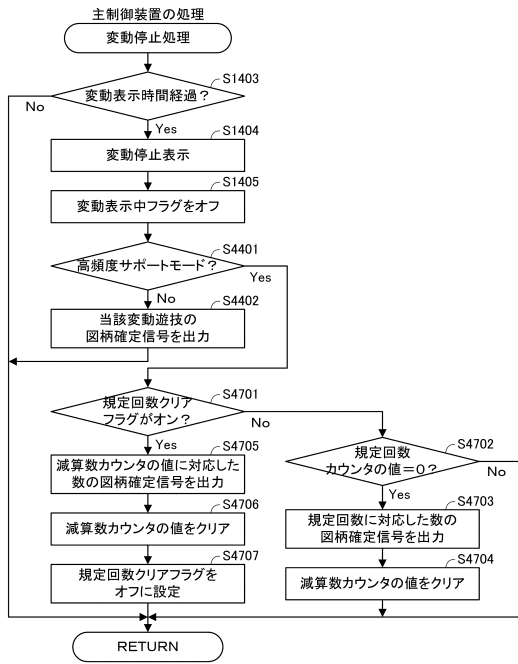 主制御装置の処理
変動停止処理
S1403
変動表示時間経過？
No
Yes
S1404
変動停止表示
S1405
変動表示中フラグをオフ
S4401
高頻度サポートモード？
Yes
No
S4402
当該変動遊技の
図柄確定信号を出力
S4701
規定回数クリア
フラグがオン？
No
Yes
S4702
規定回数
カウンタの値＝０？
No
Yes
S4705
減算数カウンタの値に対応した
数の図柄確定信号を出力
S4703
規定回数に対応した数の
図柄確定信号を出力
S4706
減算数カウンタの値をクリア
S4704
減算数カウンタの値をクリア
S4707
規定回数クリアフラグを
オフに設定
RETURN